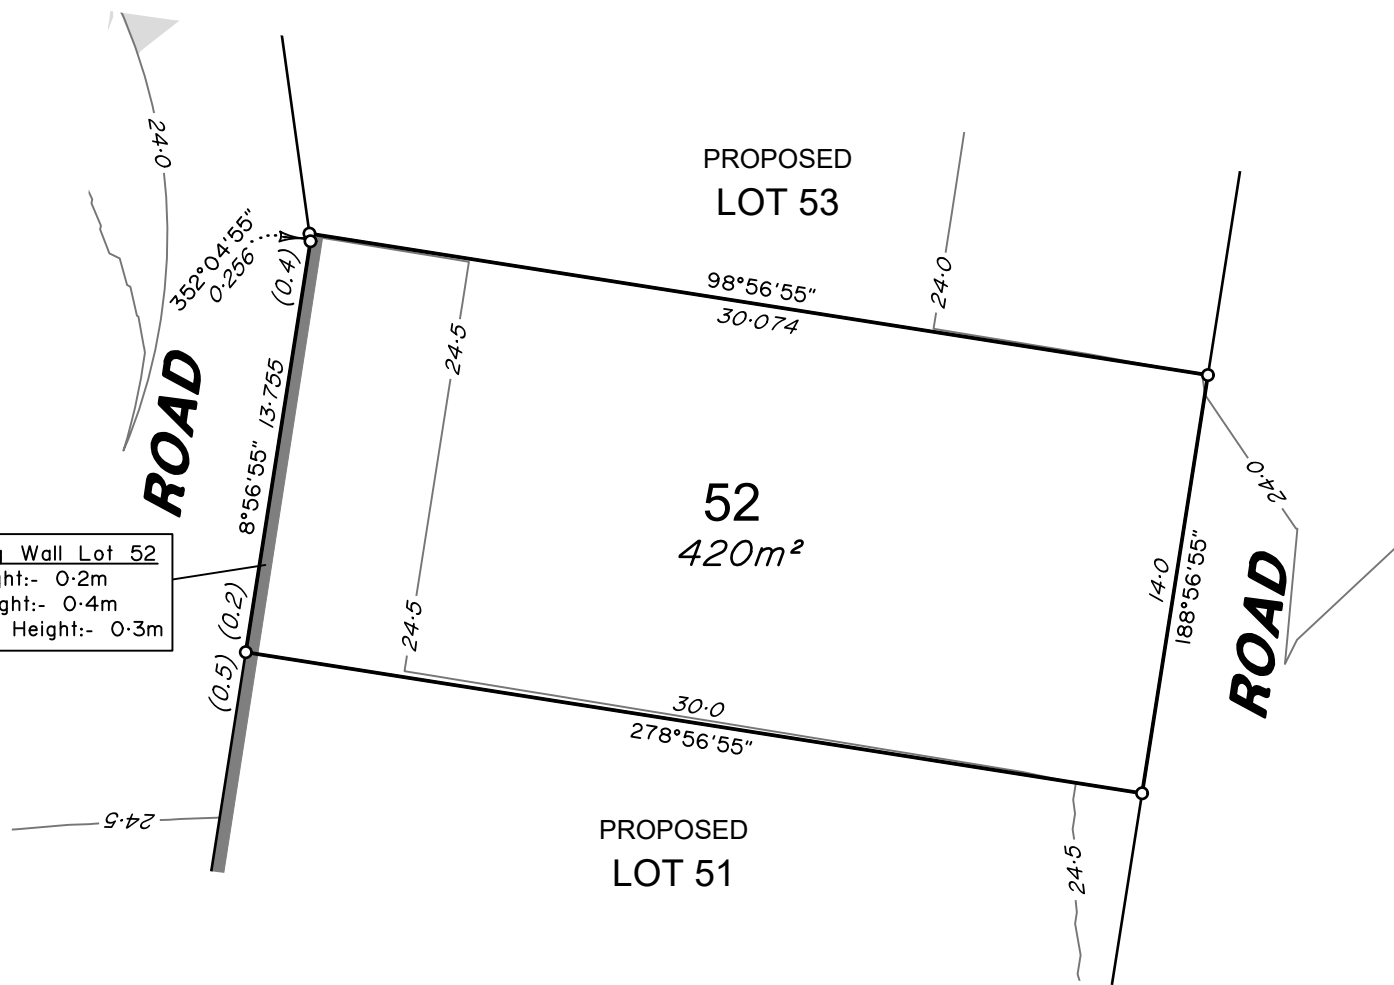 24·0
PROPOSED
LOT 53
352°04'55"
0·256
(0.4)
98°56'55"
30·074
24·0
24·5
ROAD
13·755
8°56'55"
52
420m²
24·0
Wall Lot 52
ght:- 0·2m
ght:- 0·4m
Height:- 0·3m
(0.2)
24·5
14·0
188°56'55"
ROAD
(0.5)
30·0
278°56'55"
24·5
PROPOSED
LOT 51
24·5